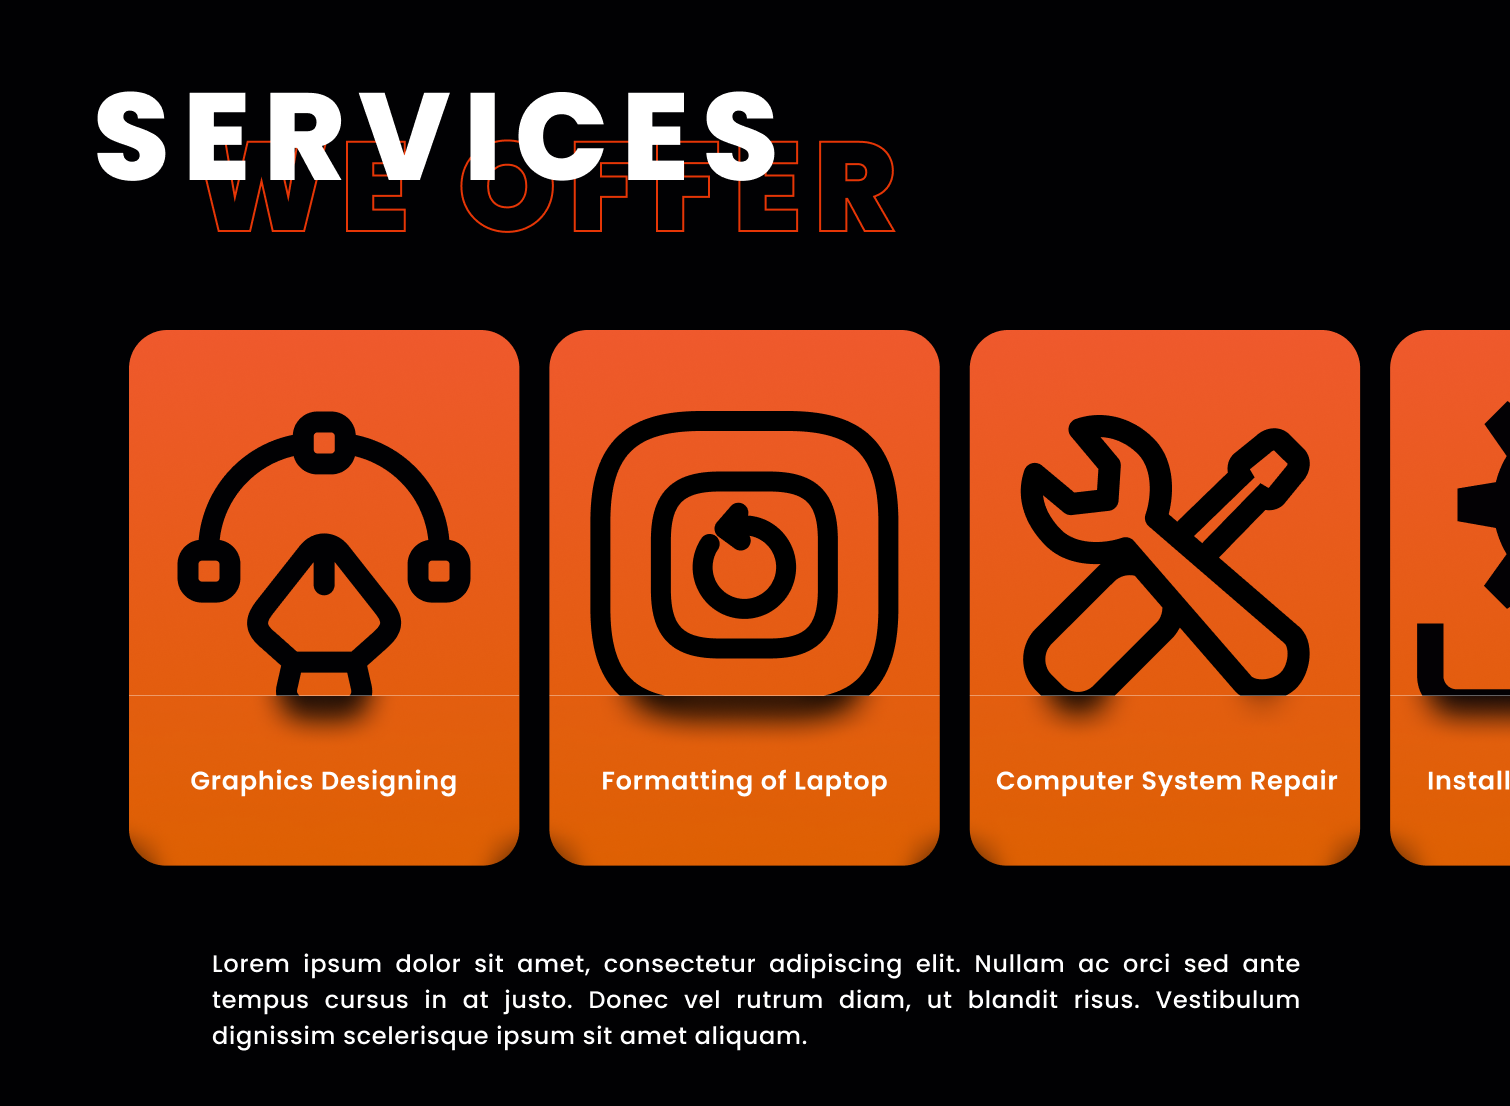 SERVICES
WE OFFER
Graphics Designing
Formatting of Laptop
Computer System Repair
Install
Lorem ipsum dolor sit amet, consectetur adipiscing elit. Nullam ac orci sed ante
tempus cursus in at justo. Donec vel rutrum diam, ut blandit risus. Vestibulum
dignissim scelerisque ipsum sit amet aliquam.